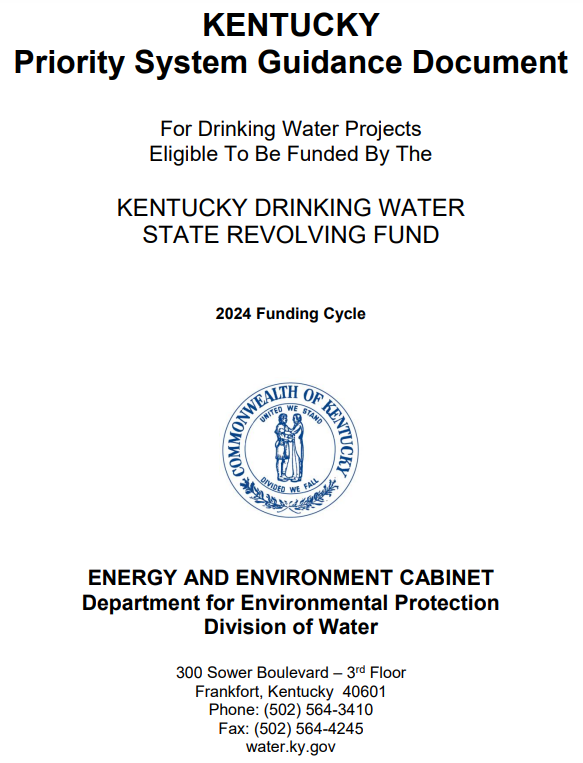 KENTUCKY
Priority System Guidance Document
For Drinking Water Projects
Eligible To Be Funded By The
KENTUCKY DRINKING WATER
STATE REVOLVING FUND
2024 Funding Cycle
COMMONWEALTH OF KENTUCKY
UNITED WE STAND
DIVIDED WE FALL
ENERGY AND ENVIRONMENT CABINET
Department for Environmental Protection
Division of Water
300 Sower Boulevard – 3rd Floor
Frankfort, Kentucky  40601
Phone: (502) 564-3410
Fax: (502) 564-4245
water.ky.gov